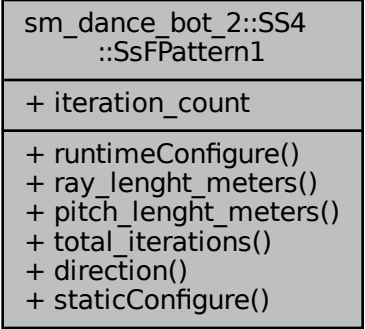 sm_dance_bot_2::SS4
::SsFPattern1
+ iteration_count
+ runtimeConfigure()
+ ray_lenght_meters()
+ pitch_lenght_meters()
+ total_iterations()
+ direction()
+ staticConfigure()